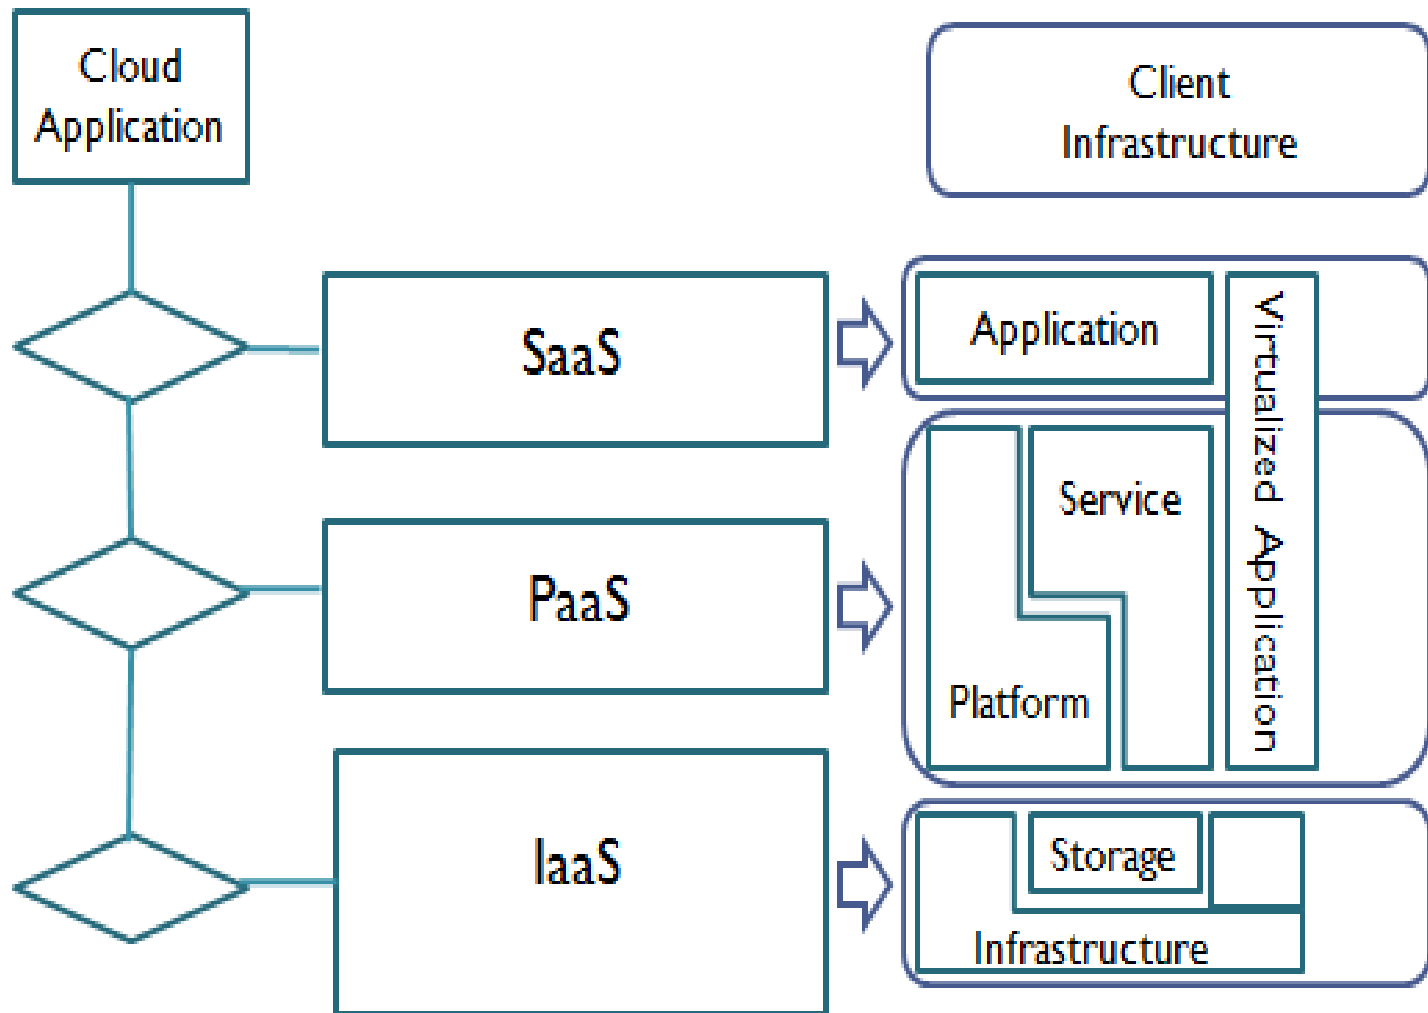 Cloud
Application
Client
Infrastructure
SaaS
Application
Virtualized Application
PaaS
Service
Platform
IaaS
Storage
Infrastructure